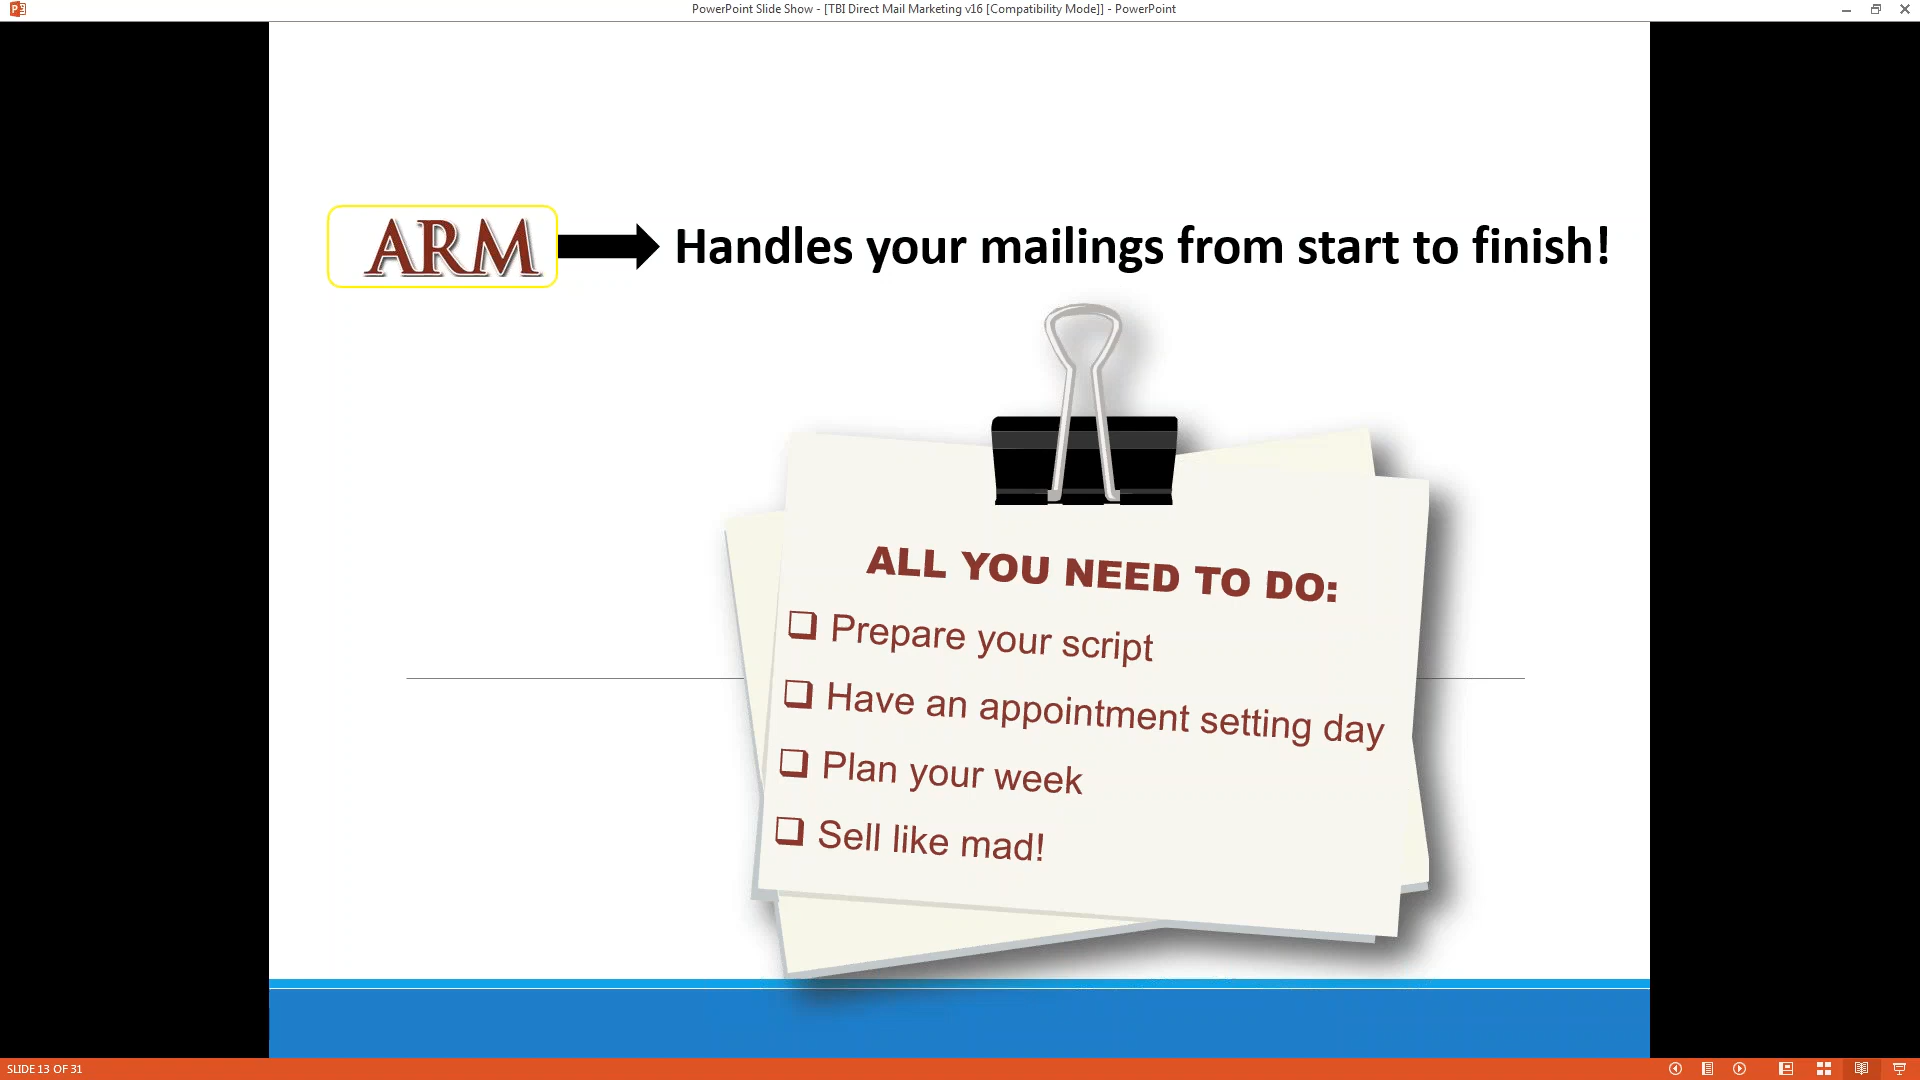 PowerPoint Slide Show - [TBI Direct Mail Marketing v16 [Compatibility Mode]] - PowerPoint
ARM Handles your mailings from start to finish!
ALL YOU NEED TO DO:
❑ Prepare your script
❑ Have an appointment setting day
❑ Plan your week
❑ Sell like mad!
SLIDE 13 OF 31